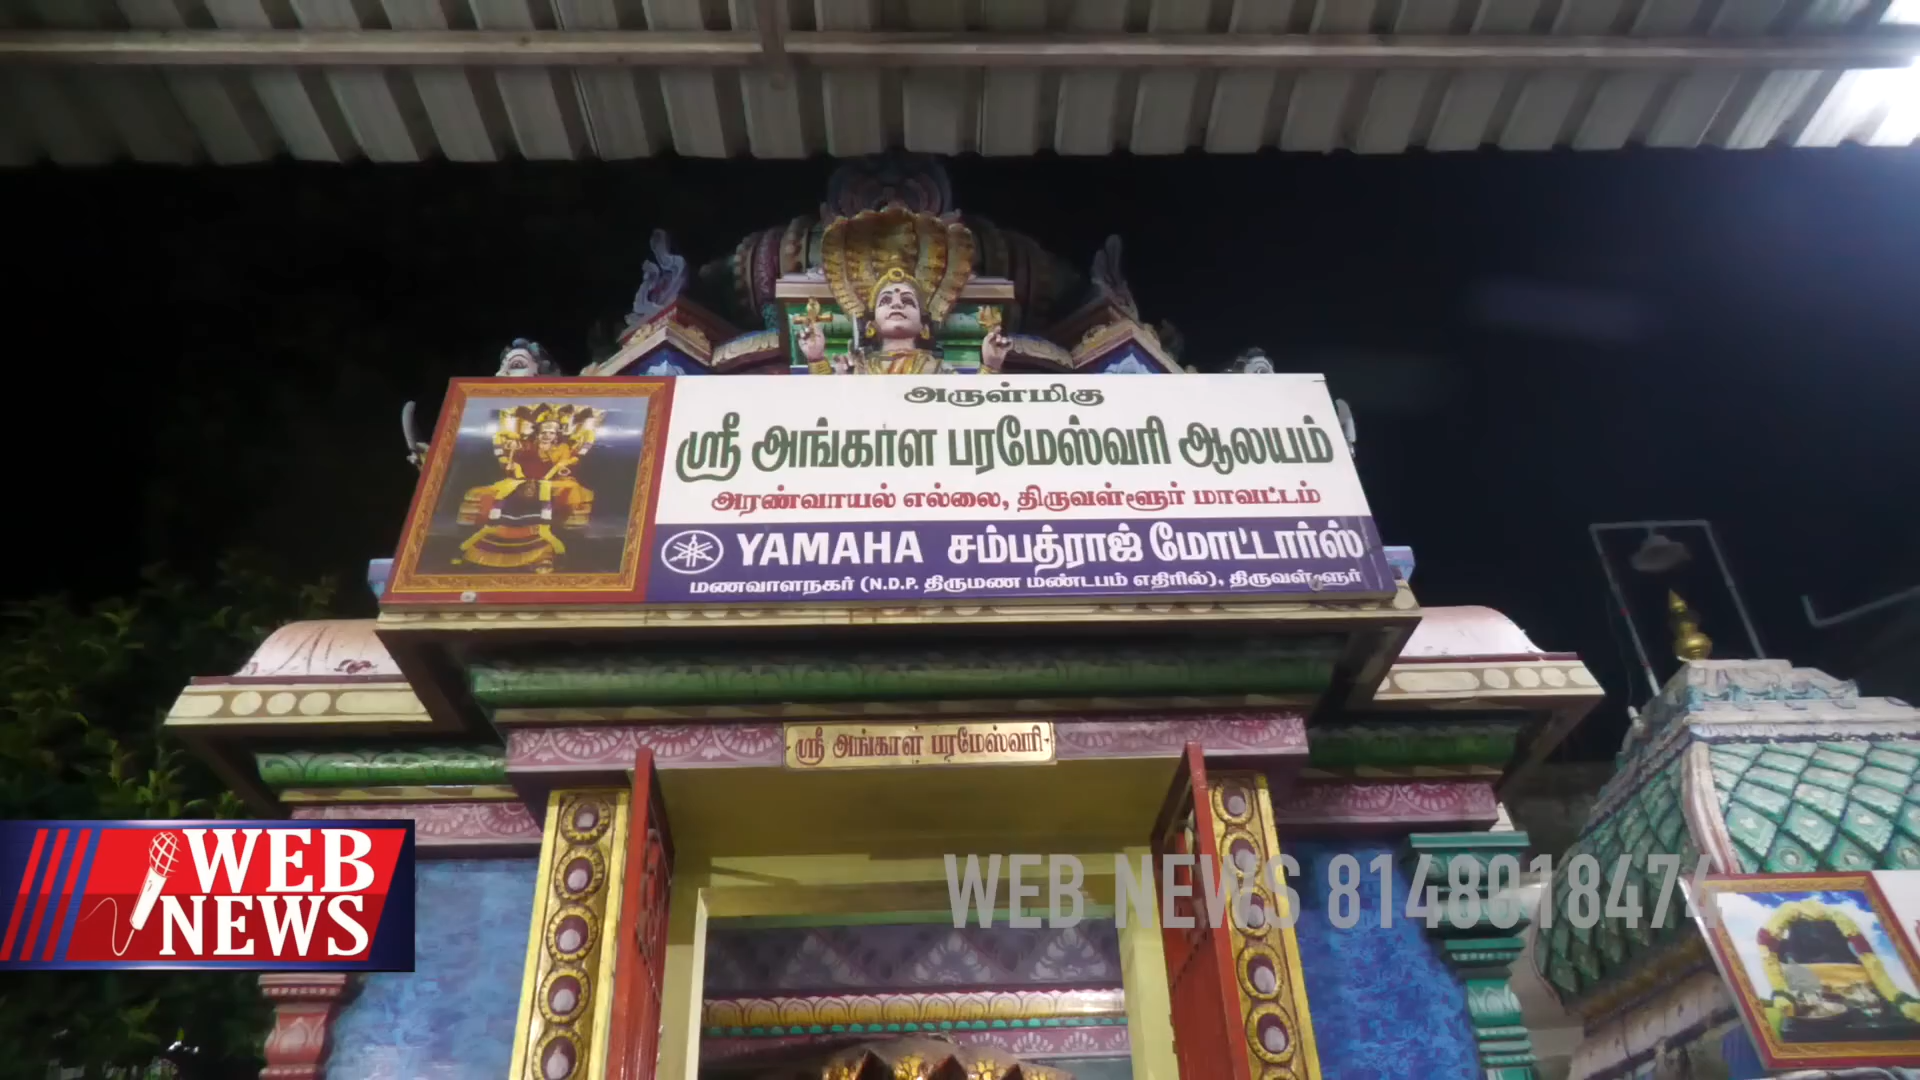 அருள்மிகு
ஸ்ரீ அங்காள பரமேஸ்வரி ஆலயம்
அரண்வாயல் எல்லை, திருவள்ளூர் மாவட்டம்
YAMAHA சம்பத்ராஜ் மோட்டார்ஸ்
மணவாளநகர் (N.D.P. திருமண மண்டபம் எதிரில்), திருவள்ளூர்
ஸ்ரீ அங்காள பரமேஸ்வரி
WEB NEWS 8148018474
WEB
NEWS